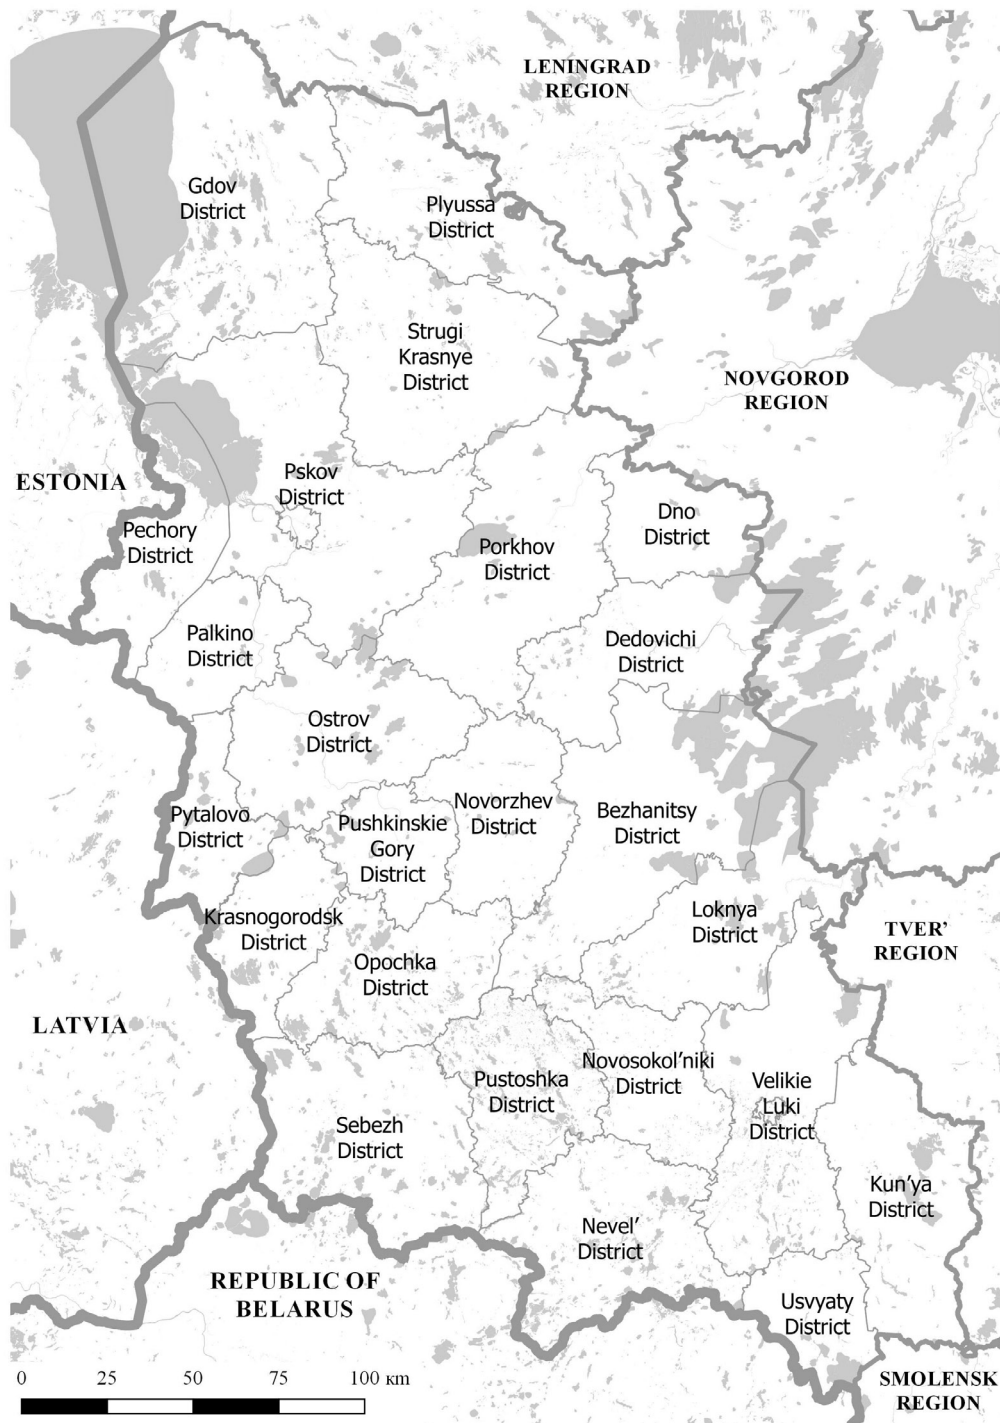 LENINGRAD
REGION
Gdov
District
Plyussa
District
Strugi
Krasnye
District
NOVGOROD
REGION
ESTONIA
Pskov
District
Pechory
District
Dno
District
Porkhov
District
Palkino
District
Dedovichi
District
Ostrov
District
Pytalovo
District
Pushkinskie
Gory
District
Novorzhev
District
Bezhanitsy
District
Krasnogorodsk
District
Loknya
District
TVER’
REGION
Opochka
District
LATVIA
Pustoshka
District
Novosokol'niki
District
Velikie
Luki
District
Sebezh
District
Kun'ya
District
Nevel'
District
REPUBLIC OF
BELARUS
Usvyaty
District
SMOLENSK
REGION
0 25 50 75 100 км